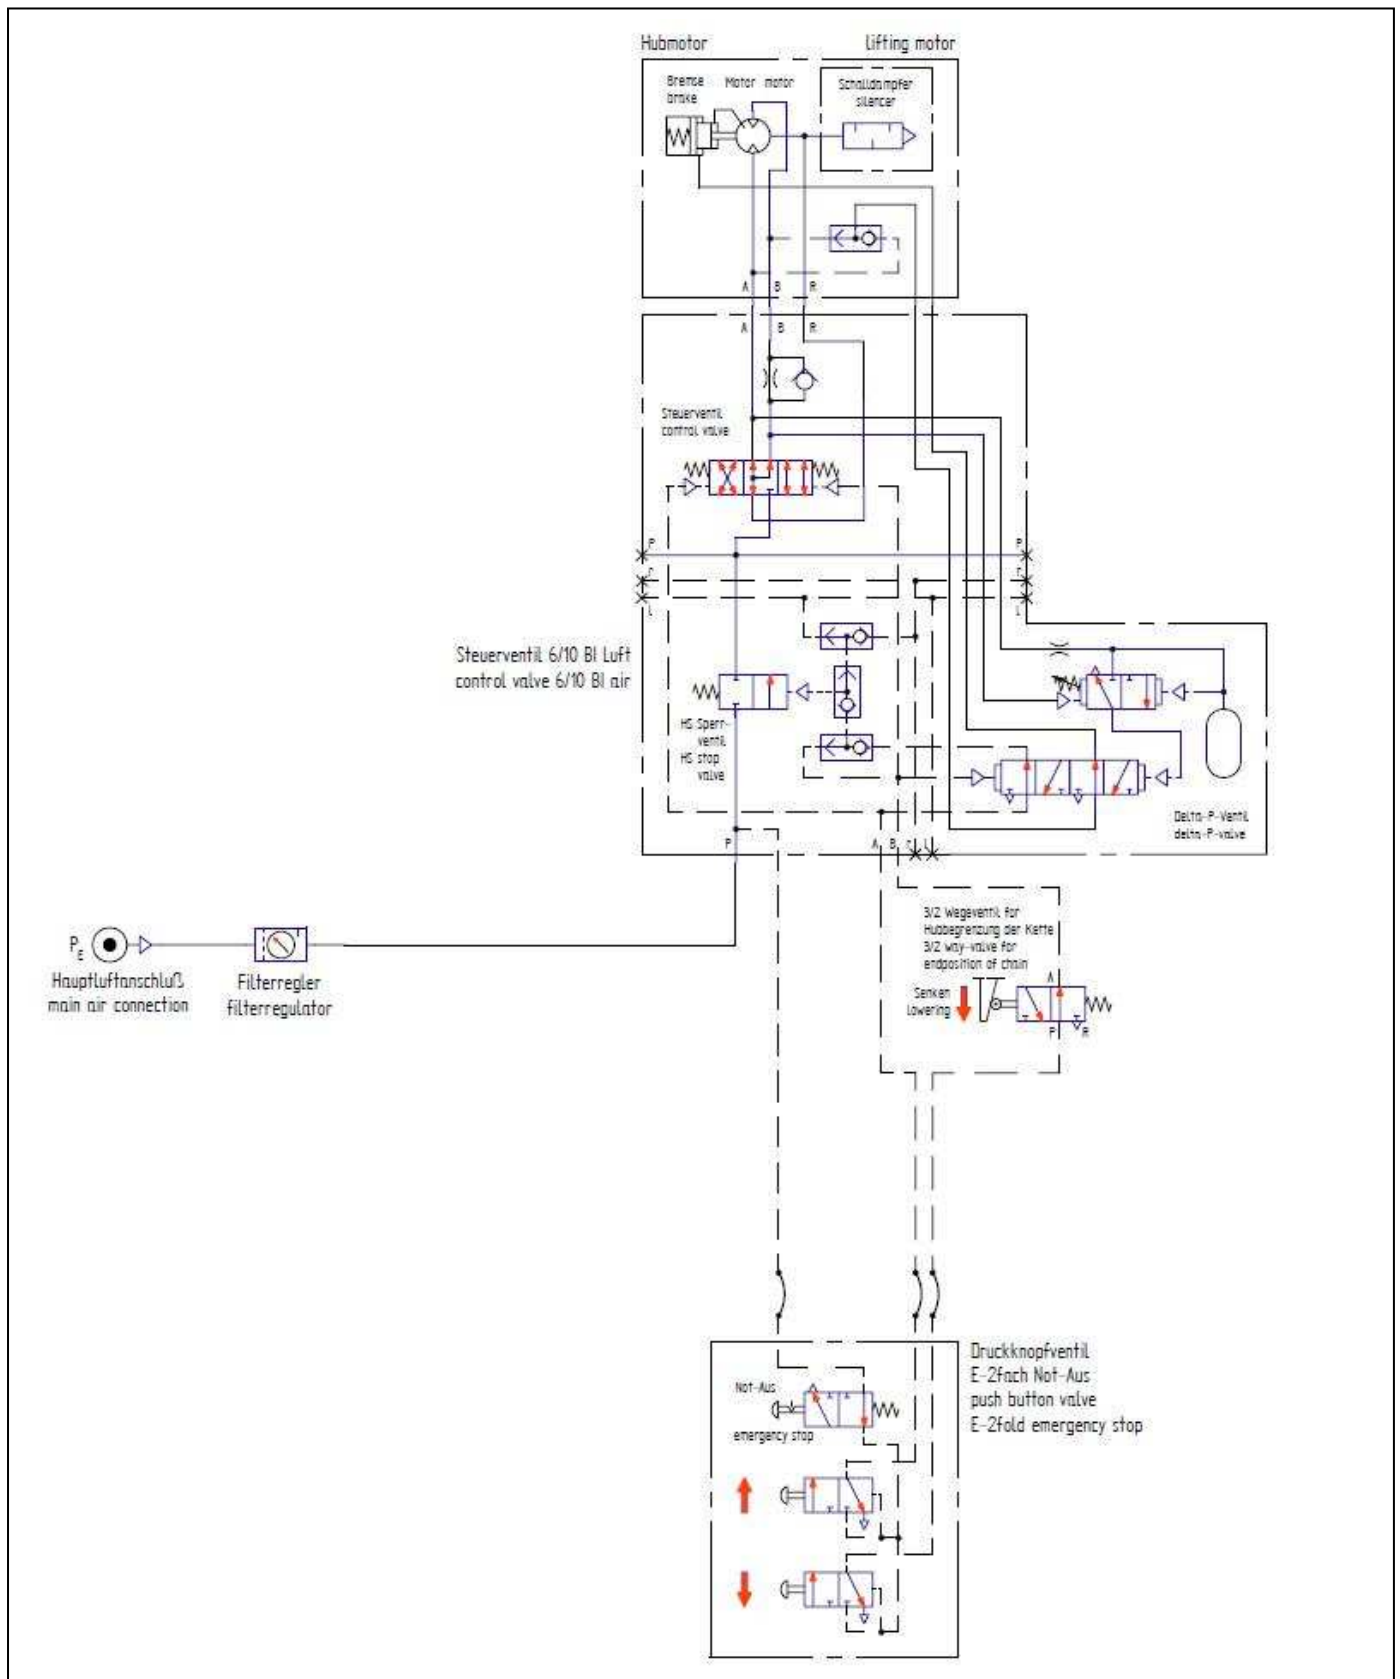 Hubmotor lifting motor
Bremse
brake
Motor motor
Schalldämpfer
silencer
A B R
A B R
Steuerventil
control valve
P P
r r
l l
Steuerventil 6/10 BI Luft
control valve 6/10 BI air
HS Sperr-
ventil
HS stop
valve
Delta-P-Ventil
delta-P-valve
P A B r l
3/2 Wegeventil for
Hubbegrenzung der Kette
3/2 way-valve for
endposition of chain
Senken
lowering
A
P R
PE
Hauptluftanschluß
main air connection
Filterregler
filterregulator
Druckknopfventil
E-2fach Not-Aus
push button valve
E-2fold emergency stop
Not-Aus
emergency stop